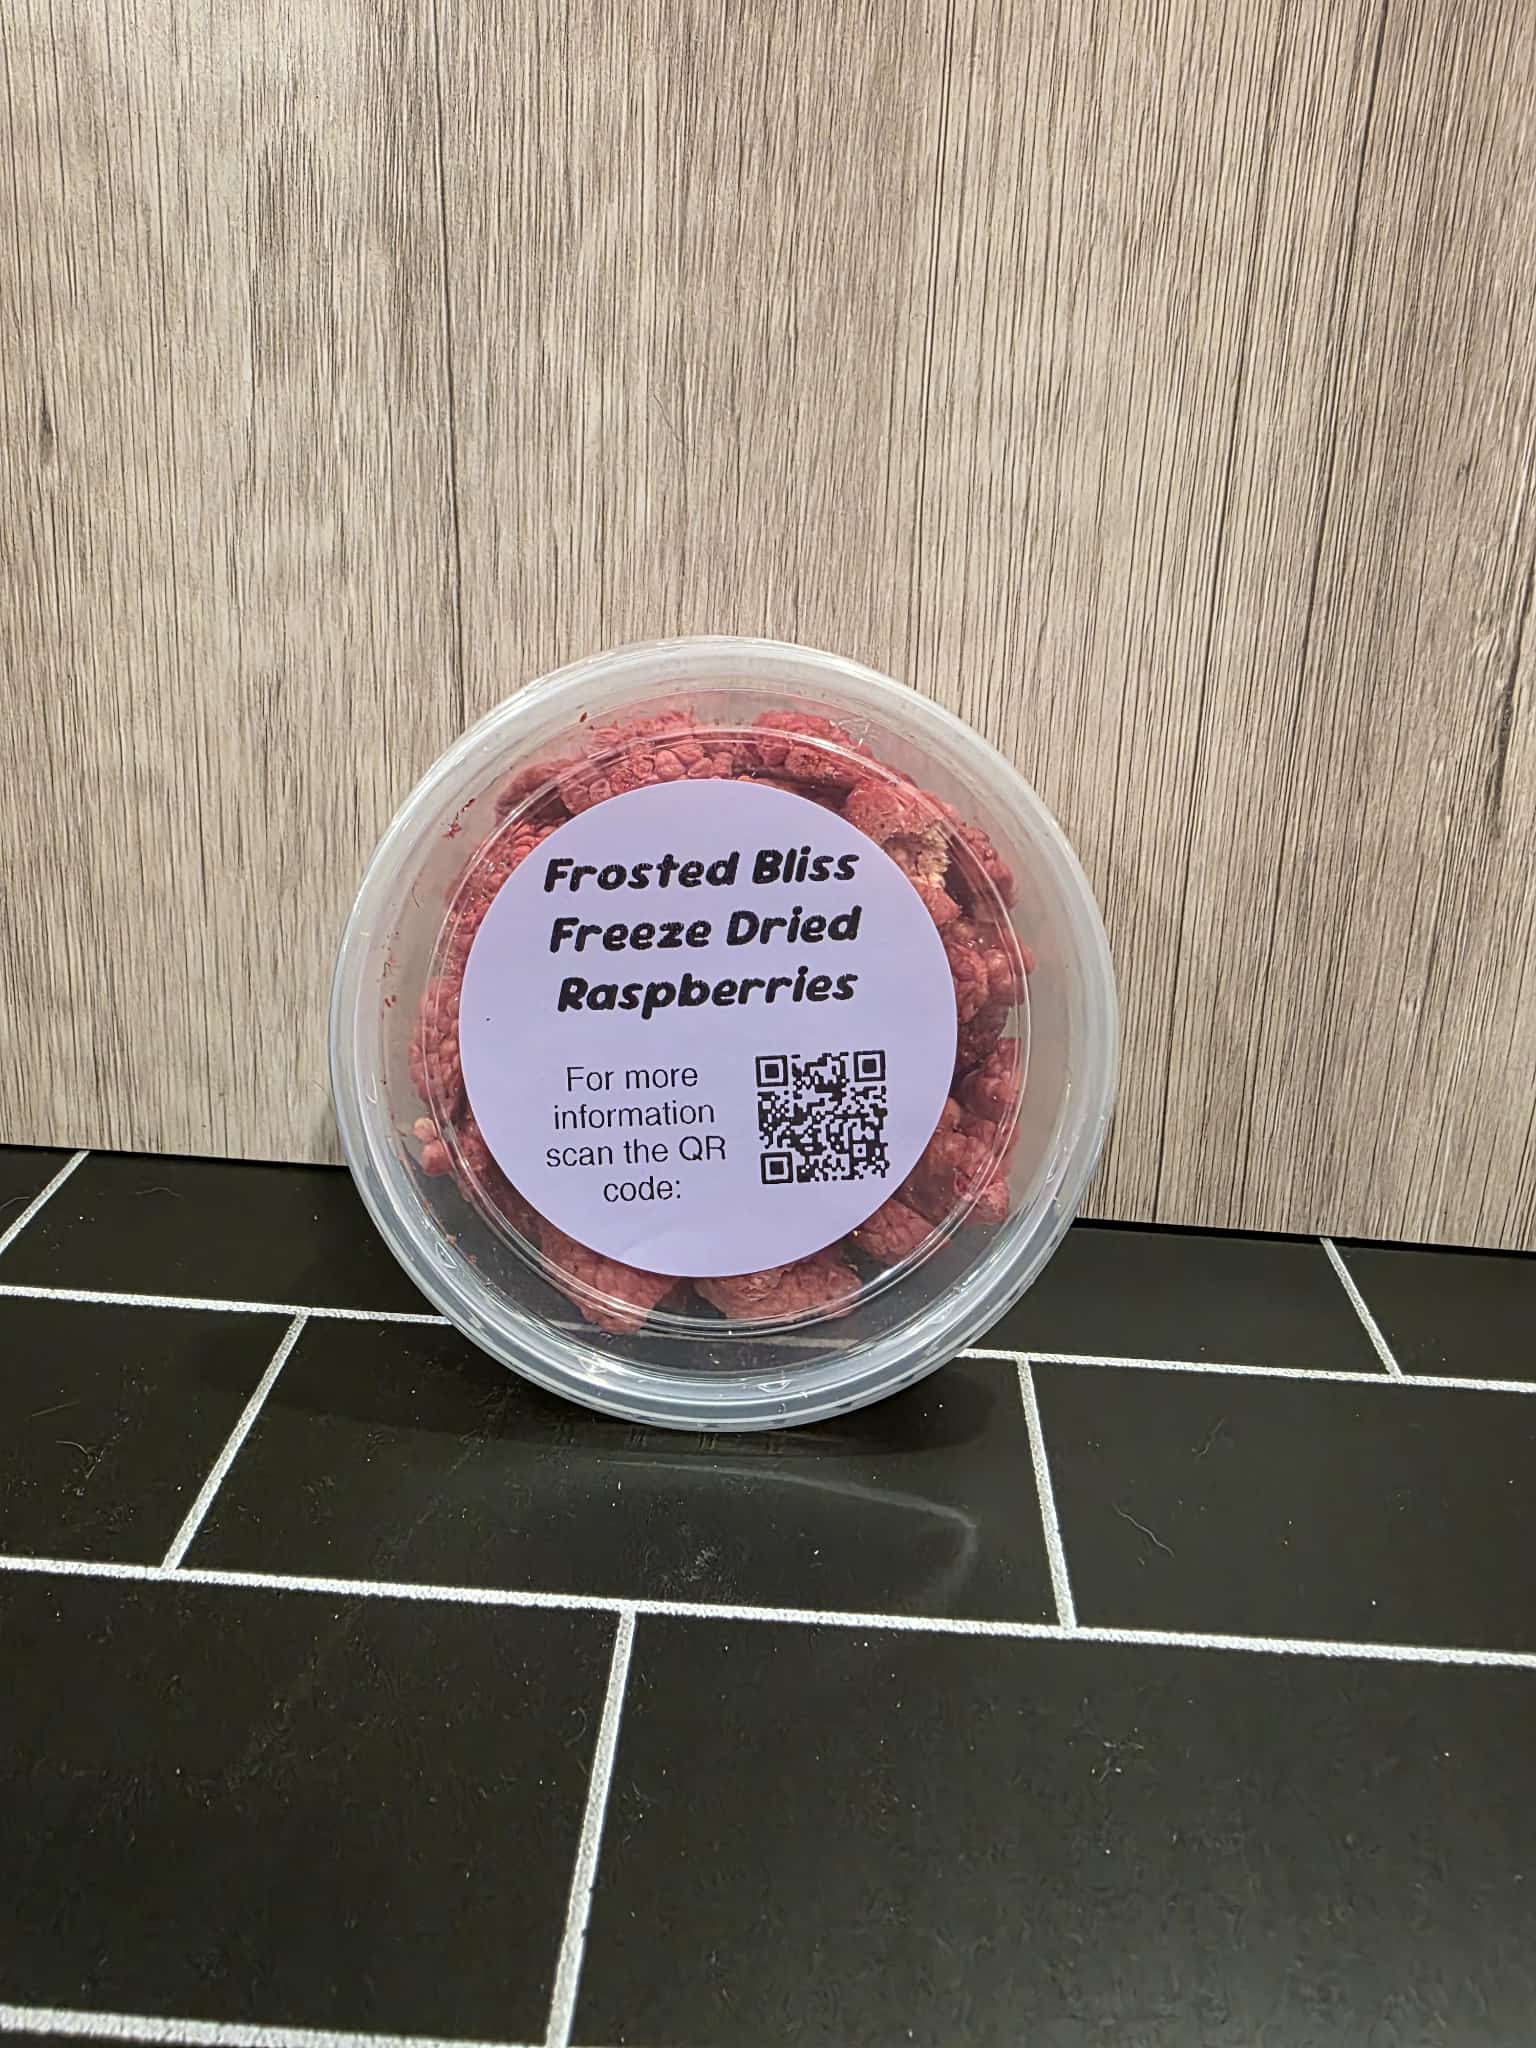 Frosted Bliss
Freeze Dried
Raspberries
For more
information
scan the QR
code: